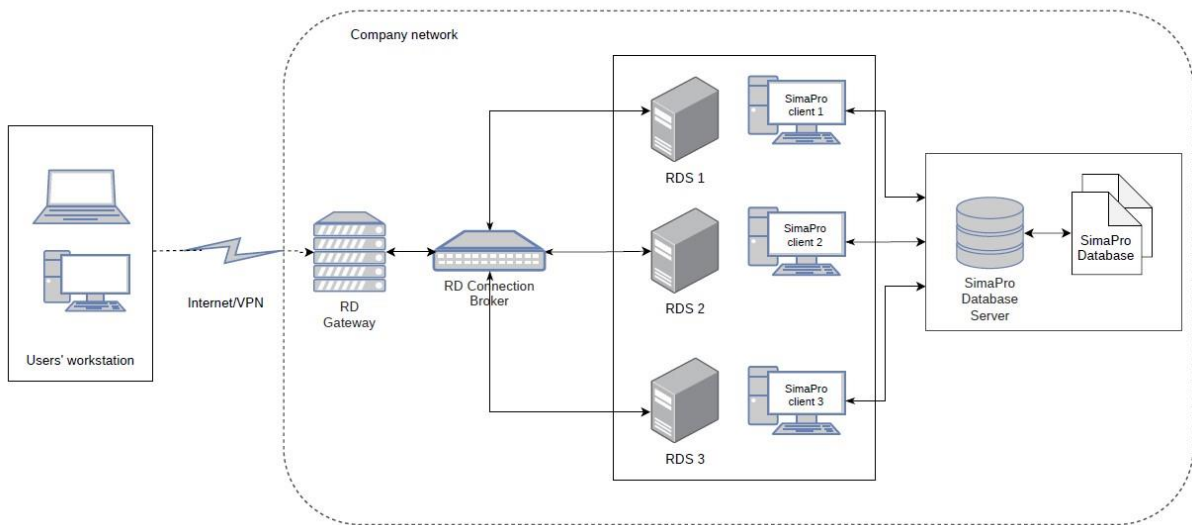 Company network
Users' workstation
Internet/VPN
RD
Gateway
RD Connection
Broker
RDS 1
SimaPro
client 1
RDS 2
SimaPro
client 2
RDS 3
SimaPro
client 3
SimaPro
Database
Server
SimaPro
Database